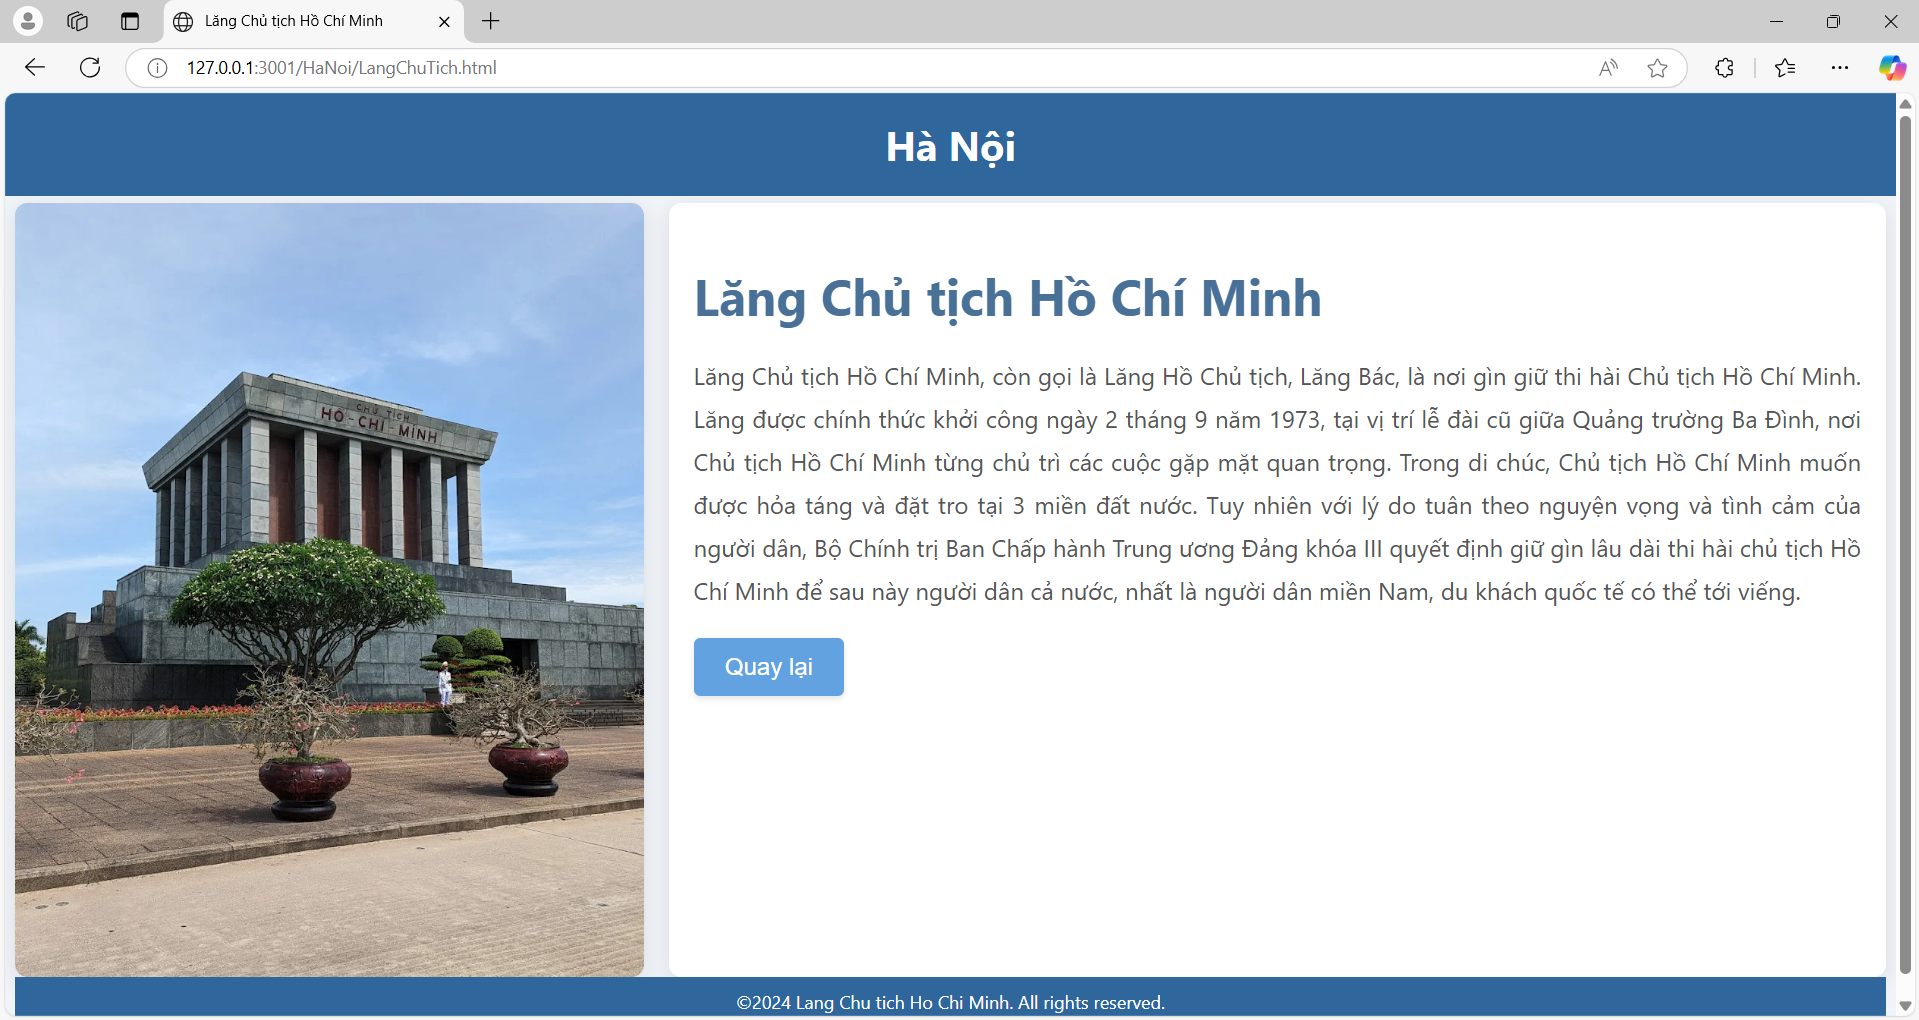 Lăng Chủ tịch Hồ Chí Minh
127.0.0.1:3001/HaNoi/LangChuTich.html
Hà Nội
CHỦ TỊCH
HỒ-CHÍ-MINH
Lăng Chủ tịch Hồ Chí Minh
Lăng Chủ tịch Hồ Chí Minh, còn gọi là Lăng Hồ Chủ tịch, Lăng Bác, là nơi gìn giữ thi hài Chủ tịch Hồ Chí Minh.
Lăng được chính thức khởi công ngày 2 tháng 9 năm 1973, tại vị trí lễ đài cũ giữa Quảng trường Ba Đình, nơi
Chủ tịch Hồ Chí Minh từng chủ trì các cuộc gặp mặt quan trọng. Trong di chúc, Chủ tịch Hồ Chí Minh muốn
được hỏa táng và đặt tro tại 3 miền đất nước. Tuy nhiên với lý do tuân theo nguyện vọng và tình cảm của
người dân, Bộ Chính trị Ban Chấp hành Trung ương Đảng khóa III quyết định giữ gìn lâu dài thi hài chủ tịch Hồ
Chí Minh để sau này người dân cả nước, nhất là người dân miền Nam, du khách quốc tế có thể tới viếng.
Quay lại
©2024 Lang Chu tich Ho Chi Minh. All rights reserved.